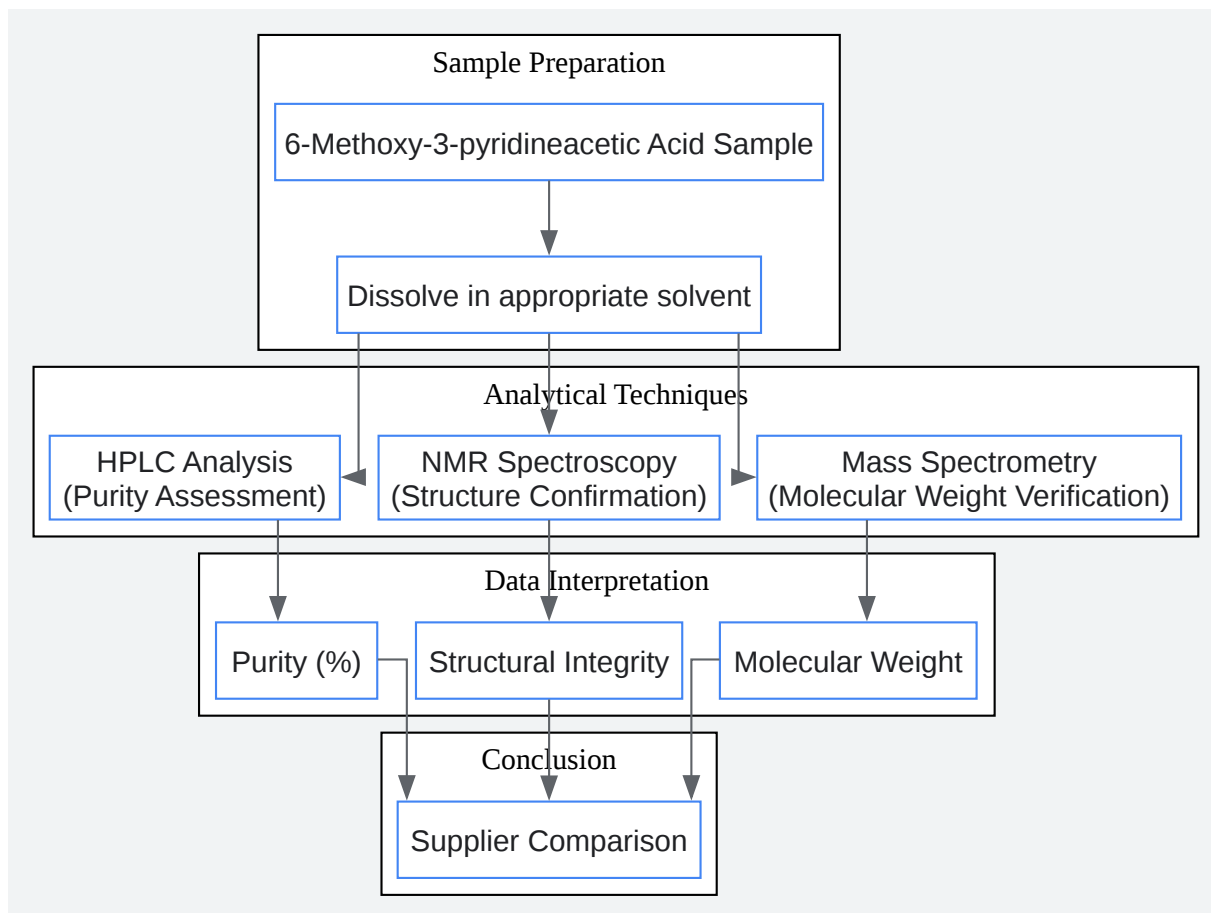 Sample Preparation
6-Methoxy-3-pyridineacetic Acid Sample
Dissolve in appropriate solvent
Analytical Techniques
HPLC Analysis
(Purity Assessment)
NMR Spectroscopy
(Structure Confirmation)
Mass Spectrometry
(Molecular Weight Verification)
Data Interpretation
Purity (%)
Structural Integrity
Molecular Weight
Conclusion
Supplier Comparison